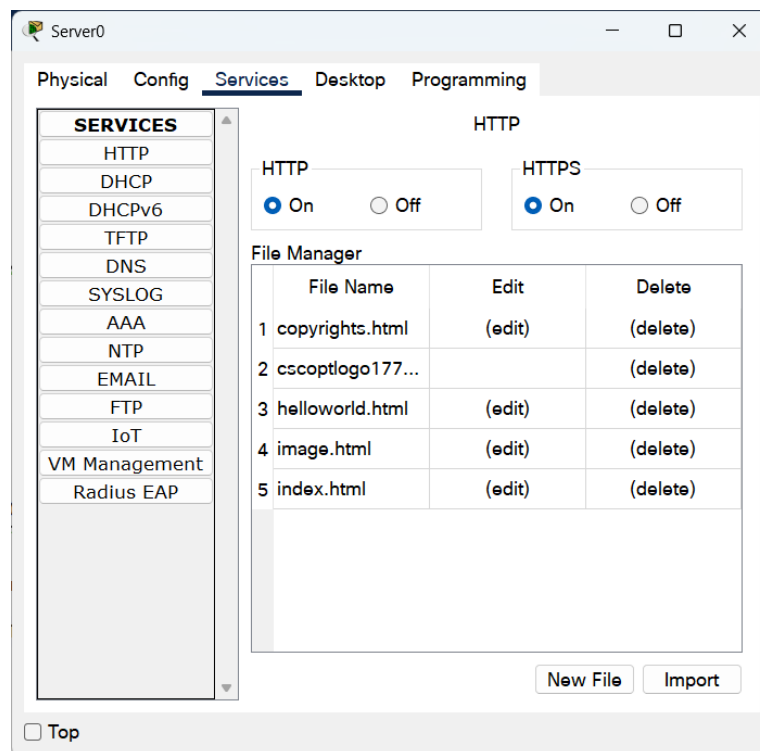 Server0
Physical Config Services Desktop Programming
SERVICES
HTTP
DHCP
DHCPv6
TFTP
DNS
SYSLOG
AAA
NTP
EMAIL
FTP
IoT
VM Management
Radius EAP
HTTP
HTTP
On Off
HTTPS
On Off
File Manager
File Name Edit Delete
1 copyrights.html (edit) (delete)
2 cscoptlogo177... (delete)
3 helloworld.html (edit) (delete)
4 image.html (edit) (delete)
5 index.html (edit) (delete)
New File Import
Top